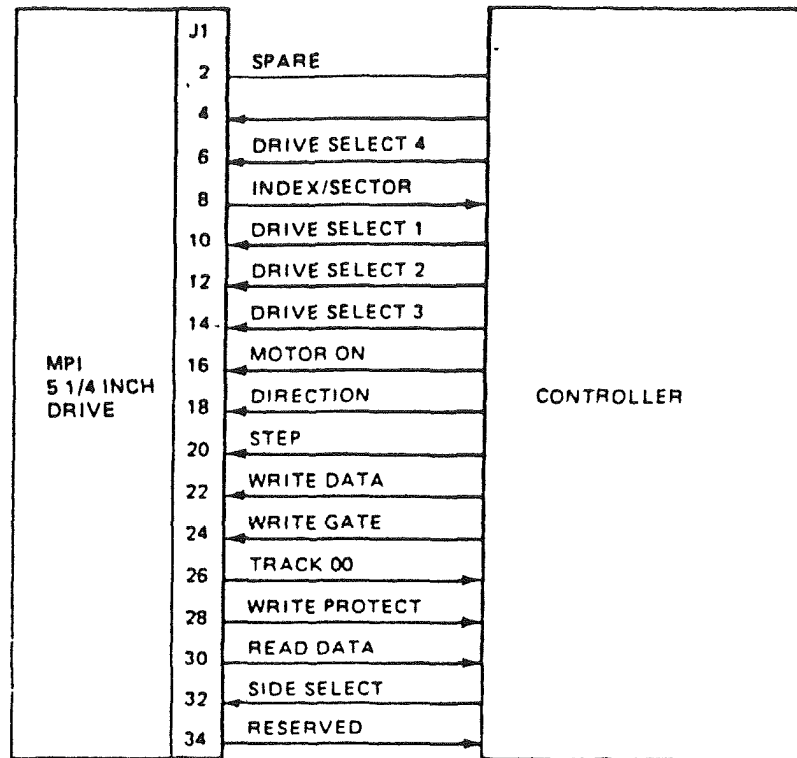 J1
2 SPARE
4
6 DRIVE SELECT 4
8 INDEX/SECTOR
10 DRIVE SELECT 1
12 DRIVE SELECT 2
14 DRIVE SELECT 3
16 MOTOR ON
18 DIRECTION
20 STEP
22 WRITE DATA
24 WRITE GATE
26 TRACK 00
28 WRITE PROTECT
30 READ DATA
32 SIDE SELECT
34 RESERVED
MPI
5 1/4 INCH
DRIVE
CONTROLLER